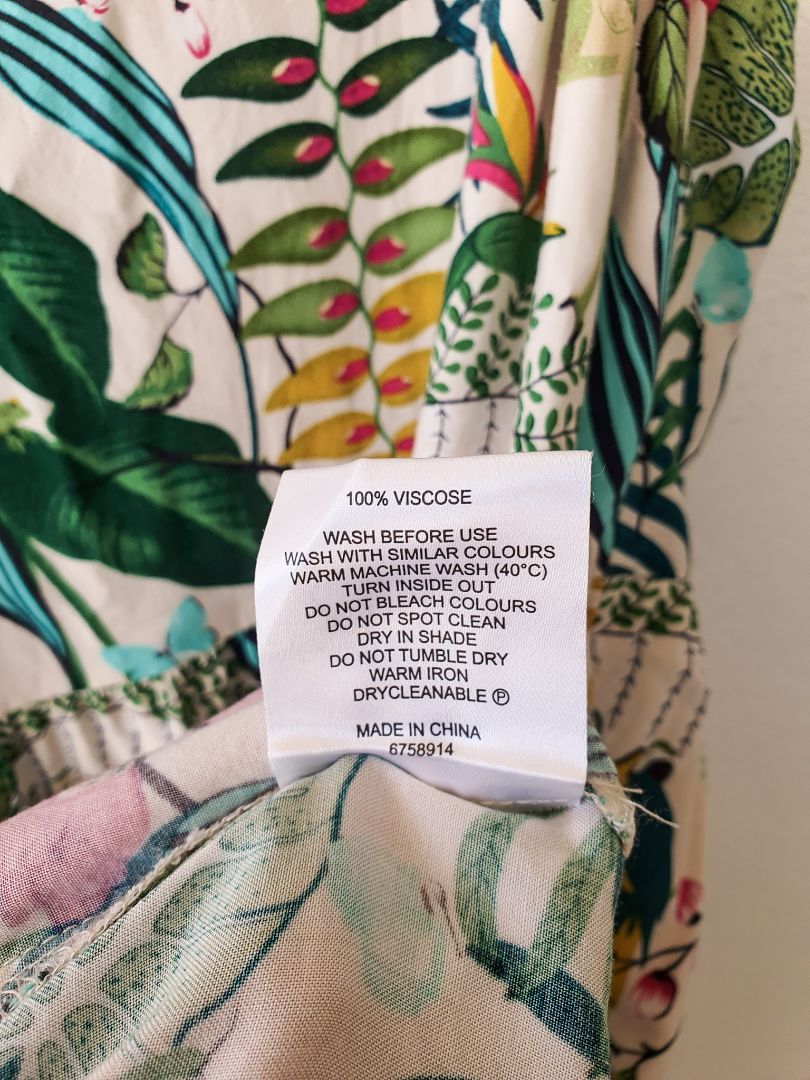 100% VISCOSE
WASH BEFORE USE
WASH WITH SIMILAR COLOURS
WARM MACHINE WASH (40°C)
TURN INSIDE OUT
DO NOT BLEACH COLOURS
DO NOT SPOT CLEAN
DRY IN SHADE
DO NOT TUMBLE DRY
WARM IRON
DRYCLEANABLE Ⓟ
MADE IN CHINA
6758914